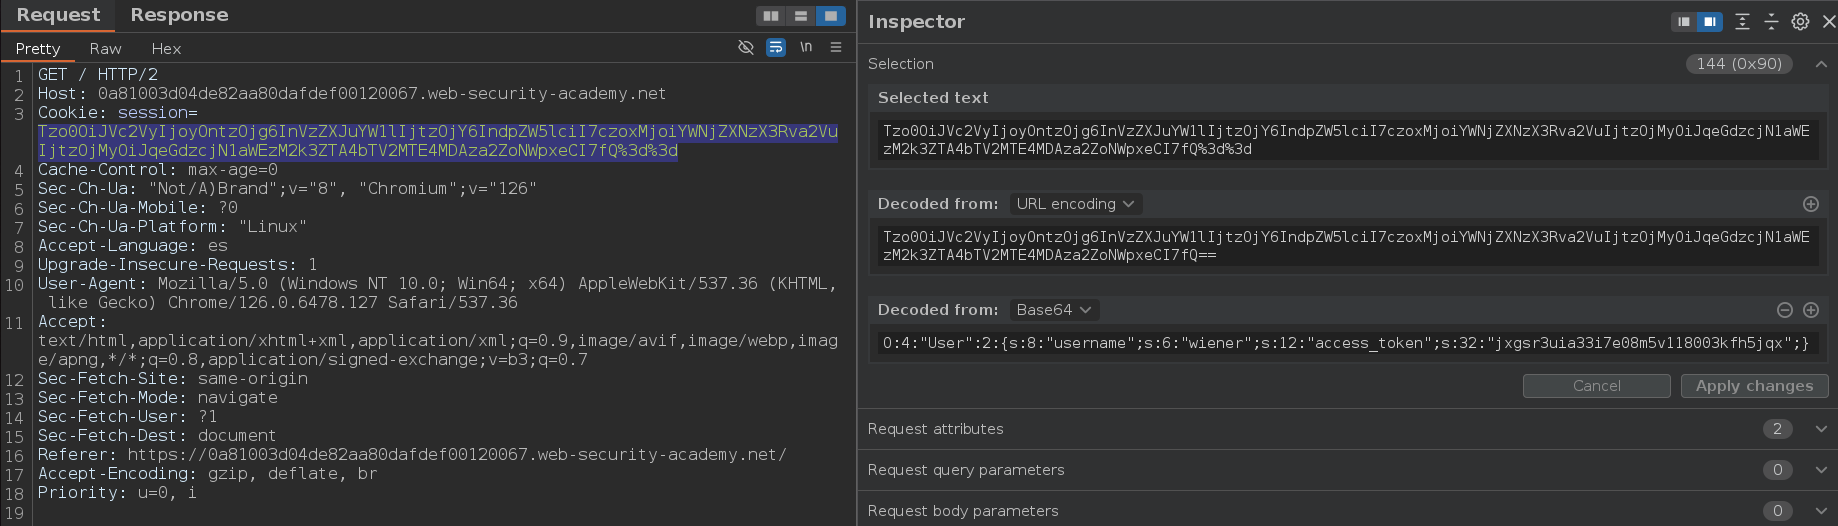 Request
Response
Pretty
Raw
Hex
\n
1 GET / HTTP/2
2 Host: 0a81003d04de82aa80dafdef00120067.web-security-academy.net
3 Cookie: session=
Tzo0OiJVc2VyIjoyOntzOjg6InVzZXJuYW1lIjtzOjY6IndpZW5lciI7czoxMjoiYWNjZXNzX3Rva2Vu
IjtzOjMyOiJqeGdzcjN1aWEzM2k3ZTA4bTV2MTE4MDAza2ZoNWpxeCI7fQ%3d%3d
4 Cache-Control: max-age=0
5 Sec-Ch-Ua: "Not/A)Brand";v="8", "Chromium";v="126"
6 Sec-Ch-Ua-Mobile: ?0
7 Sec-Ch-Ua-Platform: "Linux"
8 Accept-Language: es
9 Upgrade-Insecure-Requests: 1
10 User-Agent: Mozilla/5.0 (Windows NT 10.0; Win64; x64) AppleWebKit/537.36 (KHTML,
like Gecko) Chrome/126.0.6478.127 Safari/537.36
11 Accept:
text/html,application/xhtml+xml,application/xml;q=0.9,image/avif,image/webp,imag
e/apng,*/*;q=0.8,application/signed-exchange;v=b3;q=0.7
12 Sec-Fetch-Site: same-origin
13 Sec-Fetch-Mode: navigate
14 Sec-Fetch-User: ?1
15 Sec-Fetch-Dest: document
16 Referer: https://0a81003d04de82aa80dafdef00120067.web-security-academy.net/
17 Accept-Encoding: gzip, deflate, br
18 Priority: u=0, i
19
Inspector
Selection
144 (0x90)
Selected text
Tzo0OiJVc2VyIjoyOntzOjg6InVzZXJuYW1lIjtzOjY6IndpZW5lciI7czoxMjoiYWNjZXNzX3Rva2VuIjtzOjMyOiJqeGdzcjN1aWE
zM2k3ZTA4bTV2MTE4MDAza2ZoNWpxeCI7fQ%3d%3d
Decoded from:
URL encoding
Tzo0OiJVc2VyIjoyOntzOjg6InVzZXJuYW1lIjtzOjY6IndpZW5lciI7czoxMjoiYWNjZXNzX3Rva2VuIjtzOjMyOiJqeGdzcjN1aWE
zM2k3ZTA4bTV2MTE4MDAza2ZoNWpxeCI7fQ==
Decoded from:
Base64
O:4:"User":2:{s:8:"username";s:6:"wiener";s:12:"access_token";s:32:"jxgsr3uia33i7e08m5v118003kfh5jqx";}
Cancel
Apply changes
Request attributes
2
Request query parameters
0
Request body parameters
0